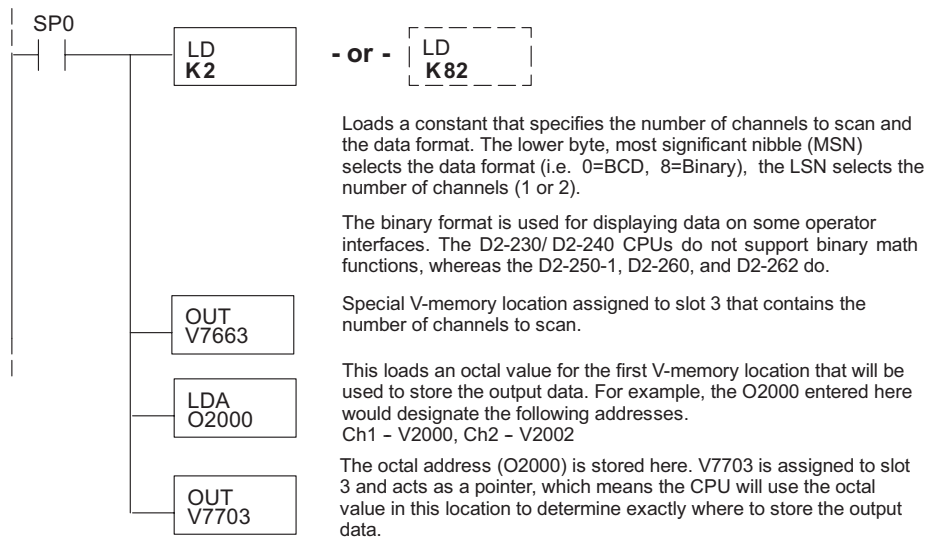 SP0
LD
K2
- or -
LD
K82
Loads a constant that specifies the number of channels to scan and
the data format. The lower byte, most significant nibble (MSN)
selects the data format (i.e. 0=BCD, 8=Binary), the LSN selects the
number of channels (1 or 2).
The binary format is used for displaying data on some operator
interfaces. The D2-230/ D2-240 CPUs do not support binary math
functions, whereas the D2-250-1, D2-260, and D2-262 do.
OUT
V7663
Special V-memory location assigned to slot 3 that contains the
number of channels to scan.
LDA
O2000
This loads an octal value for the first V-memory location that will be
used to store the output data. For example, the O2000 entered here
would designate the following addresses.
Ch1 – V2000, Ch2 – V2002
OUT
V7703
The octal address (O2000) is stored here. V7703 is assigned to slot
3 and acts as a pointer, which means the CPU will use the octal
value in this location to determine exactly where to store the output
data.